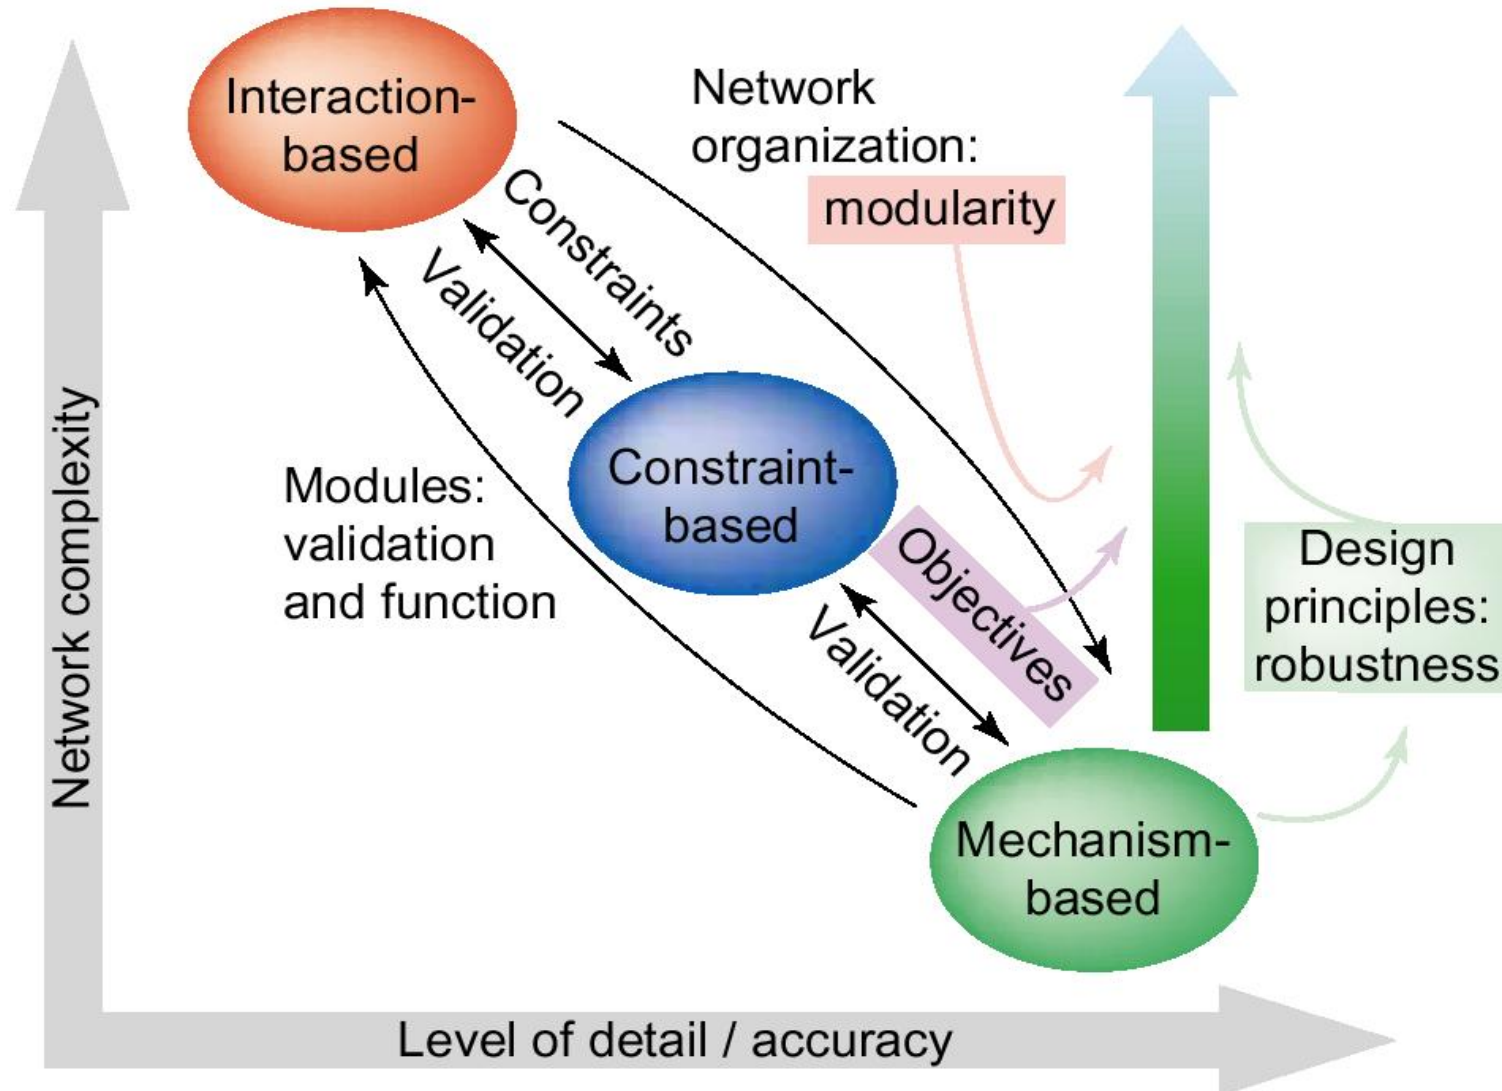 Interaction-
based
Network
organization:
modularity
Constraints
Validation
Constraint-
based
Modules:
validation
and function
Objectives
Validation
Design
principles:
robustness
Mechanism-
based
Network complexity
Level of detail / accuracy